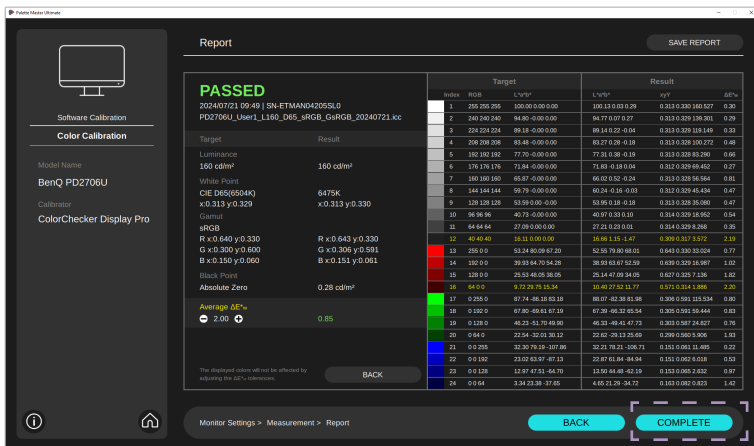 Palette Master Ultimate
Software Calibration
Color Calibration
Model Name
BenQ PD2706U
Calibrator
ColorChecker Display Pro
Report
SAVE REPORT
PASSED
2024/07/21 09:49 | SN-ETMAN04205SL0
PD2706U_User1_L160_D65_sRGB_GsRGB_20240721.icc
Target Result
Luminance
160 cd/m² 160 cd/m²
White Point
CIE D65(6504K) 6475K
x:0.313 y:0.329 x:0.313 y:0.330
Gamut
sRGB
R x:0.640 y:0.330 R x:0.643 y:0.330
G x:0.300 y:0.600 G x:0.306 y:0.591
B x:0.150 y:0.060 B x:0.151 y:0.061
Black Point
Absolute Zero 0.28 cd/m²
Average ΔE*₀₀
2.00 0.85
The displayed colors will not be affected by
adjusting the ΔE*₀₀ tolerances.
BACK
Target Result
Index RGB L*a*b* L*a*b* xyY ΔE*₀₀
1 255 255 255 100.00 0.00 0.00 100.13 0.03 0.29 0.313 0.330 160.527 0.30
2 240 240 240 94.80 -0.00 0.00 94.77 0.07 0.27 0.313 0.329 139.301 0.29
3 224 224 224 89.18 -0.00 0.00 89.14 0.22 -0.04 0.313 0.329 119.149 0.33
4 208 208 208 83.48 -0.00 0.00 83.27 0.28 -0.18 0.313 0.328 100.272 0.48
5 192 192 192 77.70 -0.00 0.00 77.31 0.38 -0.19 0.313 0.328 83.290 0.66
6 176 176 176 71.84 -0.00 0.00 71.83 -0.18 0.04 0.312 0.329 69.452 0.27
7 160 160 160 65.87 -0.00 0.00 66.02 0.52 -0.24 0.313 0.328 56.564 0.81
8 144 144 144 59.79 -0.00 0.00 60.24 -0.16 -0.03 0.312 0.329 45.434 0.47
9 128 128 128 53.59 0.00 -0.00 53.95 0.18 -0.18 0.313 0.328 35.080 0.47
10 96 96 96 40.73 -0.00 0.00 40.97 0.33 0.10 0.314 0.329 18.952 0.54
11 64 64 64 27.09 0.00 0.00 27.21 0.23 0.01 0.314 0.329 8.268 0.35
12 40 40 40 16.11 0.00 0.00 16.66 1.15 -1.47 0.309 0.317 3.572 2.19
13 255 0 0 53.24 80.09 67.20 52.55 79.80 68.01 0.643 0.330 33.024 0.77
14 192 0 0 39.93 64.70 54.28 38.93 63.67 52.59 0.639 0.329 16.987 1.02
15 128 0 0 25.53 48.05 38.05 25.14 47.09 34.05 0.627 0.325 7.136 1.82
16 64 0 0 9.72 29.75 15.34 10.40 27.52 11.77 0.571 0.314 1.886 2.20
17 0 255 0 87.74 -86.18 83.18 88.07 -82.38 81.98 0.306 0.591 115.534 0.80
18 0 192 0 67.80 -69.61 67.19 67.39 -66.32 65.54 0.305 0.591 59.444 0.83
19 0 128 0 46.23 -51.70 49.90 46.33 -49.41 47.73 0.303 0.587 24.827 0.76
20 0 64 0 22.54 -32.01 30.12 22.62 -29.13 25.69 0.299 0.560 5.906 1.93
21 0 0 255 32.30 79.19 -107.86 32.21 78.21 -106.71 0.151 0.061 11.485 0.22
22 0 0 192 23.02 63.97 -87.13 22.87 61.84 -84.94 0.151 0.062 6.018 0.53
23 0 0 128 12.97 47.51 -64.70 13.50 44.48 -62.19 0.153 0.065 2.632 0.97
24 0 0 64 3.34 23.38 -37.65 4.65 21.29 -34.72 0.163 0.082 0.823 1.42
Monitor Settings > Measurement > Report
BACK
COMPLETE